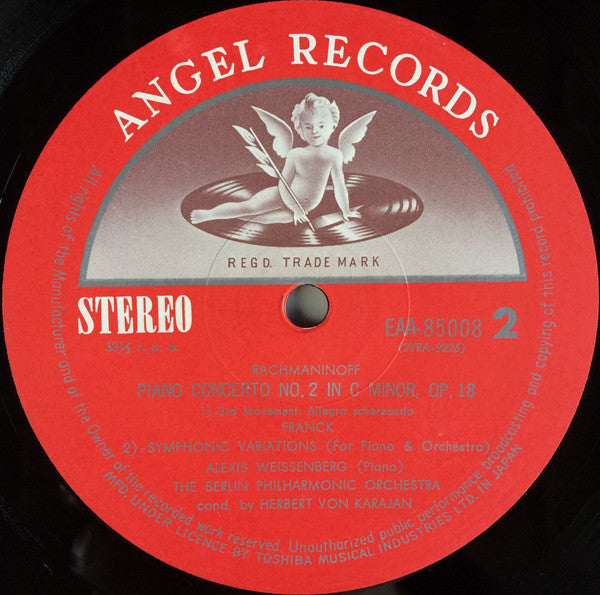 ANGEL RECORDS
REGD. TRADE MARK
STEREO
33⅓ r. p. m.
EAA-85008 2
(2YRA-9225)
RACHMANINOFF
PIANO CONCERTO NO. 2 IN C MINOR, OP. 18
1)-3rd Movement: Allegro scherzando
FRANCK
2)-SYMPHONIC VARIATIONS (For Piano & Orchestra)
ALEXIS WEISSENBERG (Piano)
THE BERLIN PHILHARMONIC ORCHESTRA
cond. by HERBERT VON KARAJAN
All rights of the Manufacturer and or the Owner of the recorded work reserved. Unauthorized public performance, broadcasting and copying of this record prohibited
MFD. UNDER LICENCE BY TOSHIBA MUSICAL INDUSTRIES LTD. IN JAPAN